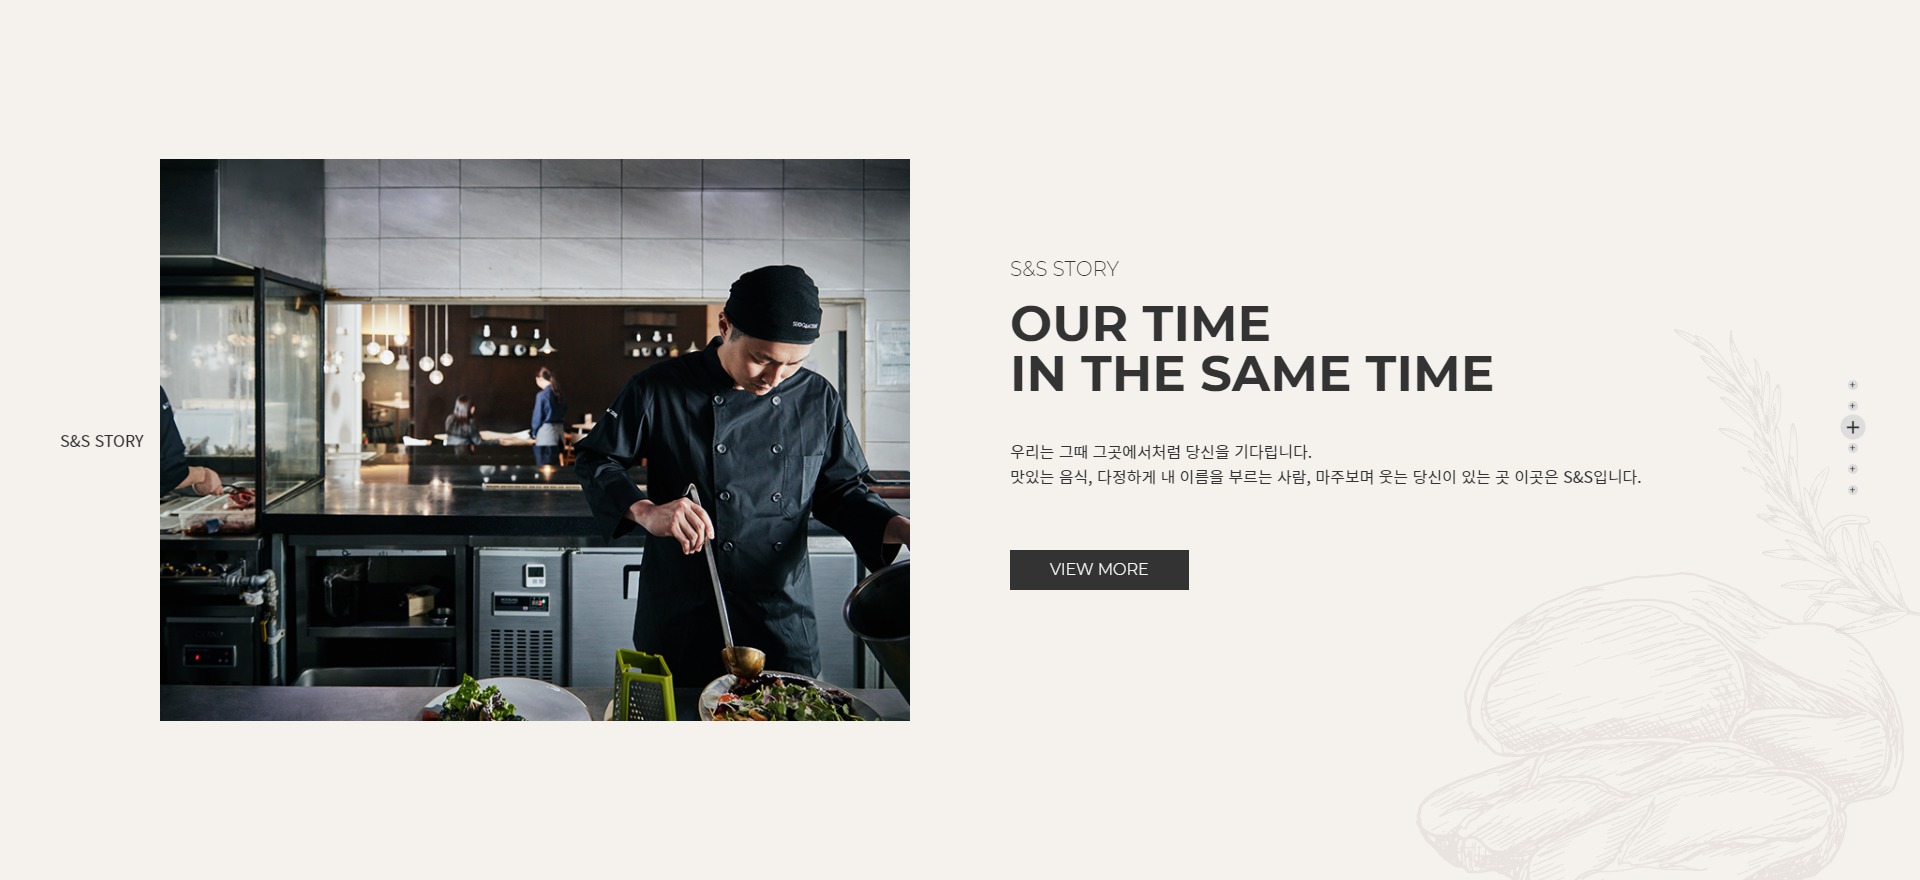 S&S STORY
S&S STORY
OUR TIME
IN THE SAME TIME
우리는 그때 그곳에서처럼 당신을 기다립니다.
맛있는 음식, 다정하게 내 이름을 부르는 사람, 마주보며 웃는 당신이 있는 곳 이곳은 S&S입니다.
VIEW MORE